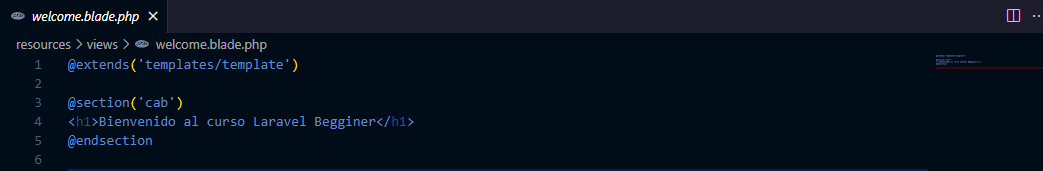 welcome.blade.php ×
resources > views > welcome.blade.php
1 @extends('templates/template')
2
3 @section('cab')
4 <h1>Bienvenido al curso Laravel Begginer</h1>
5 @endsection
6